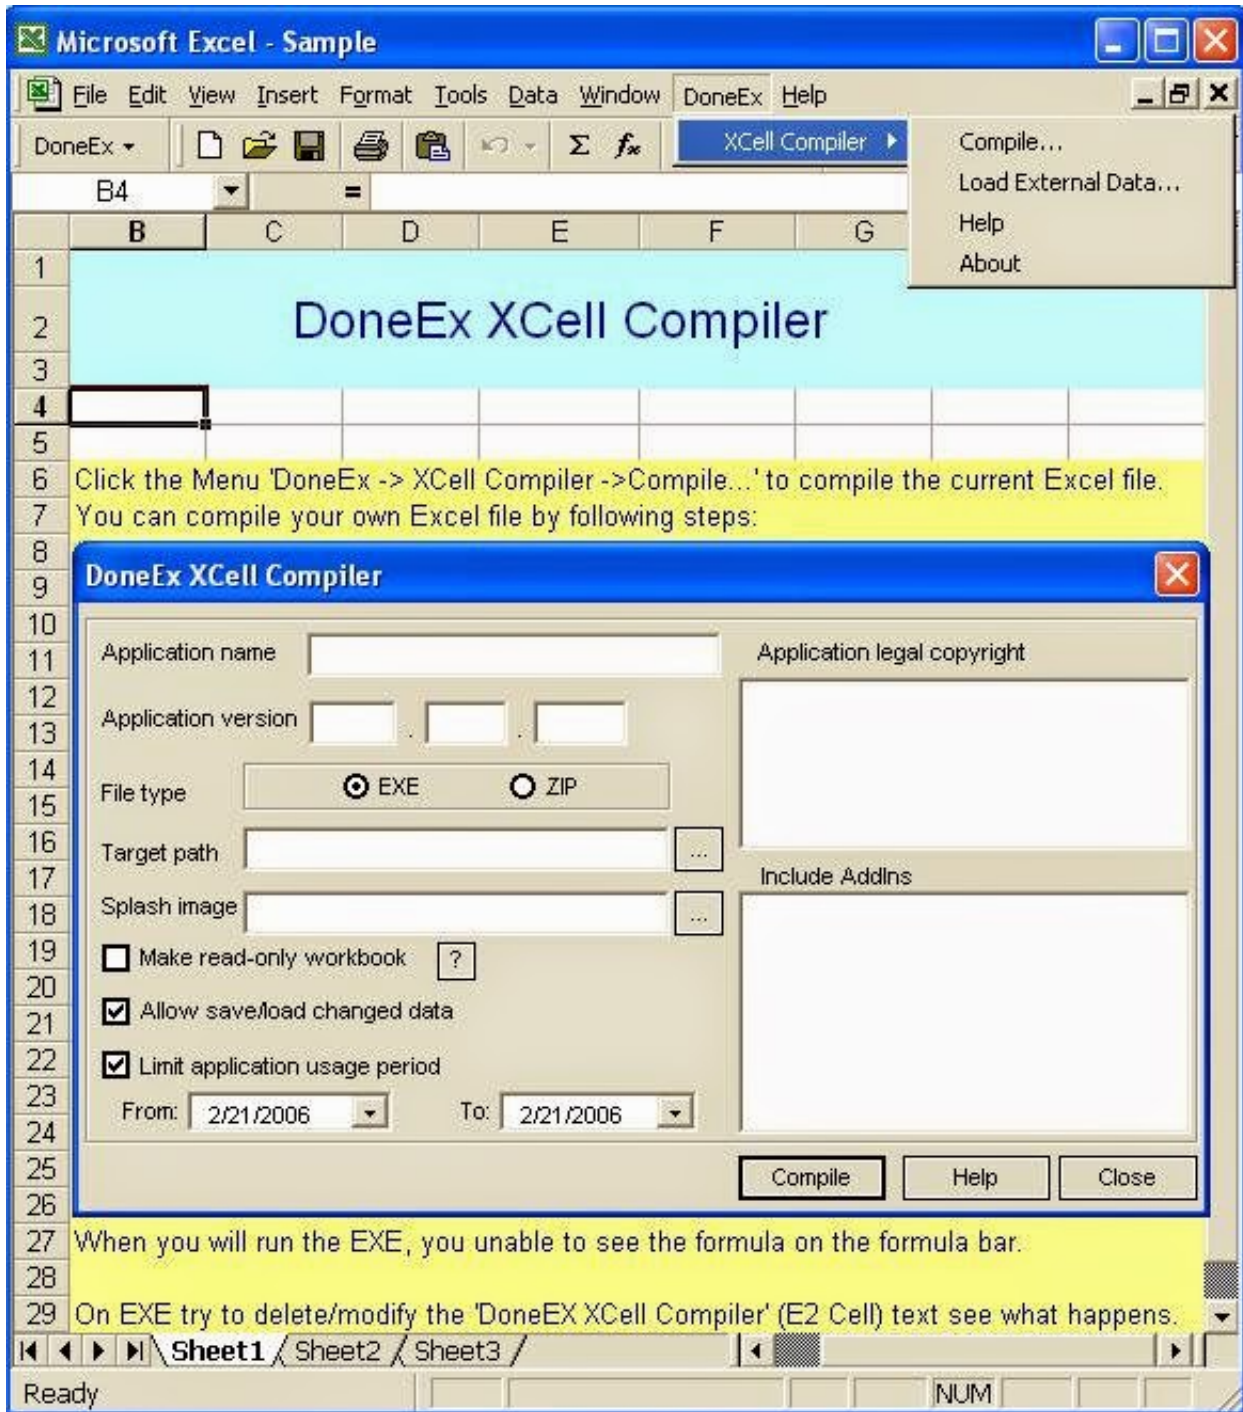 Microsoft Excel - Sample
File Edit View Insert Format Tools Data Window DoneEx Help
DoneEx
XCell Compiler
Compile...
Load External Data...
Help
About
B4 =
B C D E F G
1
2 DoneEx XCell Compiler
3
4
5
6 Click the Menu 'DoneEx -> XCell Compiler ->Compile...' to compile the current Excel file.
7 You can compile your own Excel file by following steps:
8
9
10
11
12
13
14
15
16
17
18
19
20
21
22
23
24
25
26
DoneEx XCell Compiler
Application name
Application version . .
File type EXE ZIP
Target path ...
Splash image ...
Make read-only workbook ?
Allow save/load changed data
Limit application usage period
From: 2/21/2006 To: 2/21/2006
Application legal copyright
Include AddIns
Compile Help Close
27 When you will run the EXE, you unable to see the formula on the formula bar.
28
29 On EXE try to delete/modify the 'DoneEX XCell Compiler' (E2 Cell) text see what happens.
Sheet1 Sheet2 Sheet3
Ready NUM